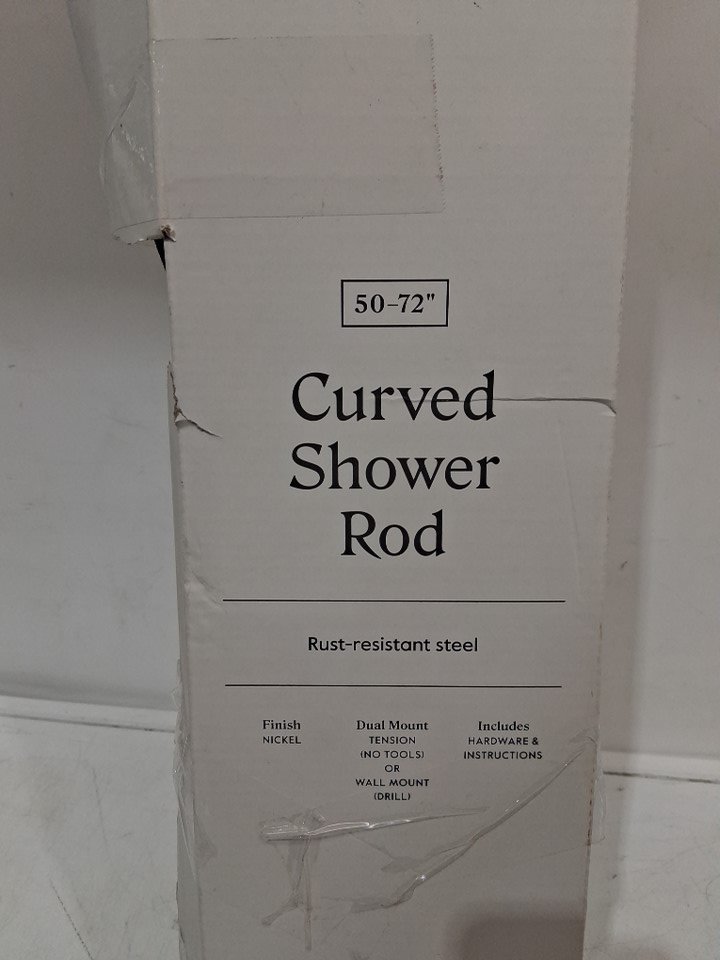 50-72"
Curved
Shower
Rod
Rust-resistant steel
Finish
NICKEL
Dual Mount
TENSION
(NO TOOLS)
OR
WALL MOUNT
(DRILL)
Includes
HARDWARE &
INSTRUCTIONS